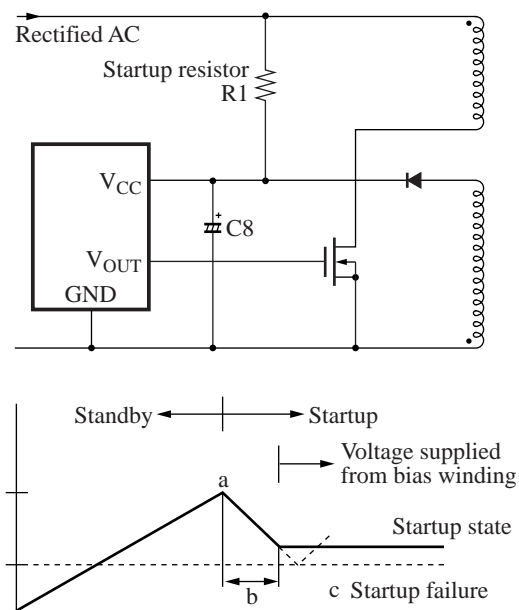 Rectified AC
Startup resistor
R1
VCC
+
C8
VOUT
GND
Standby
Startup
Voltage supplied
from bias winding
a
Startup state
b
c Startup failure